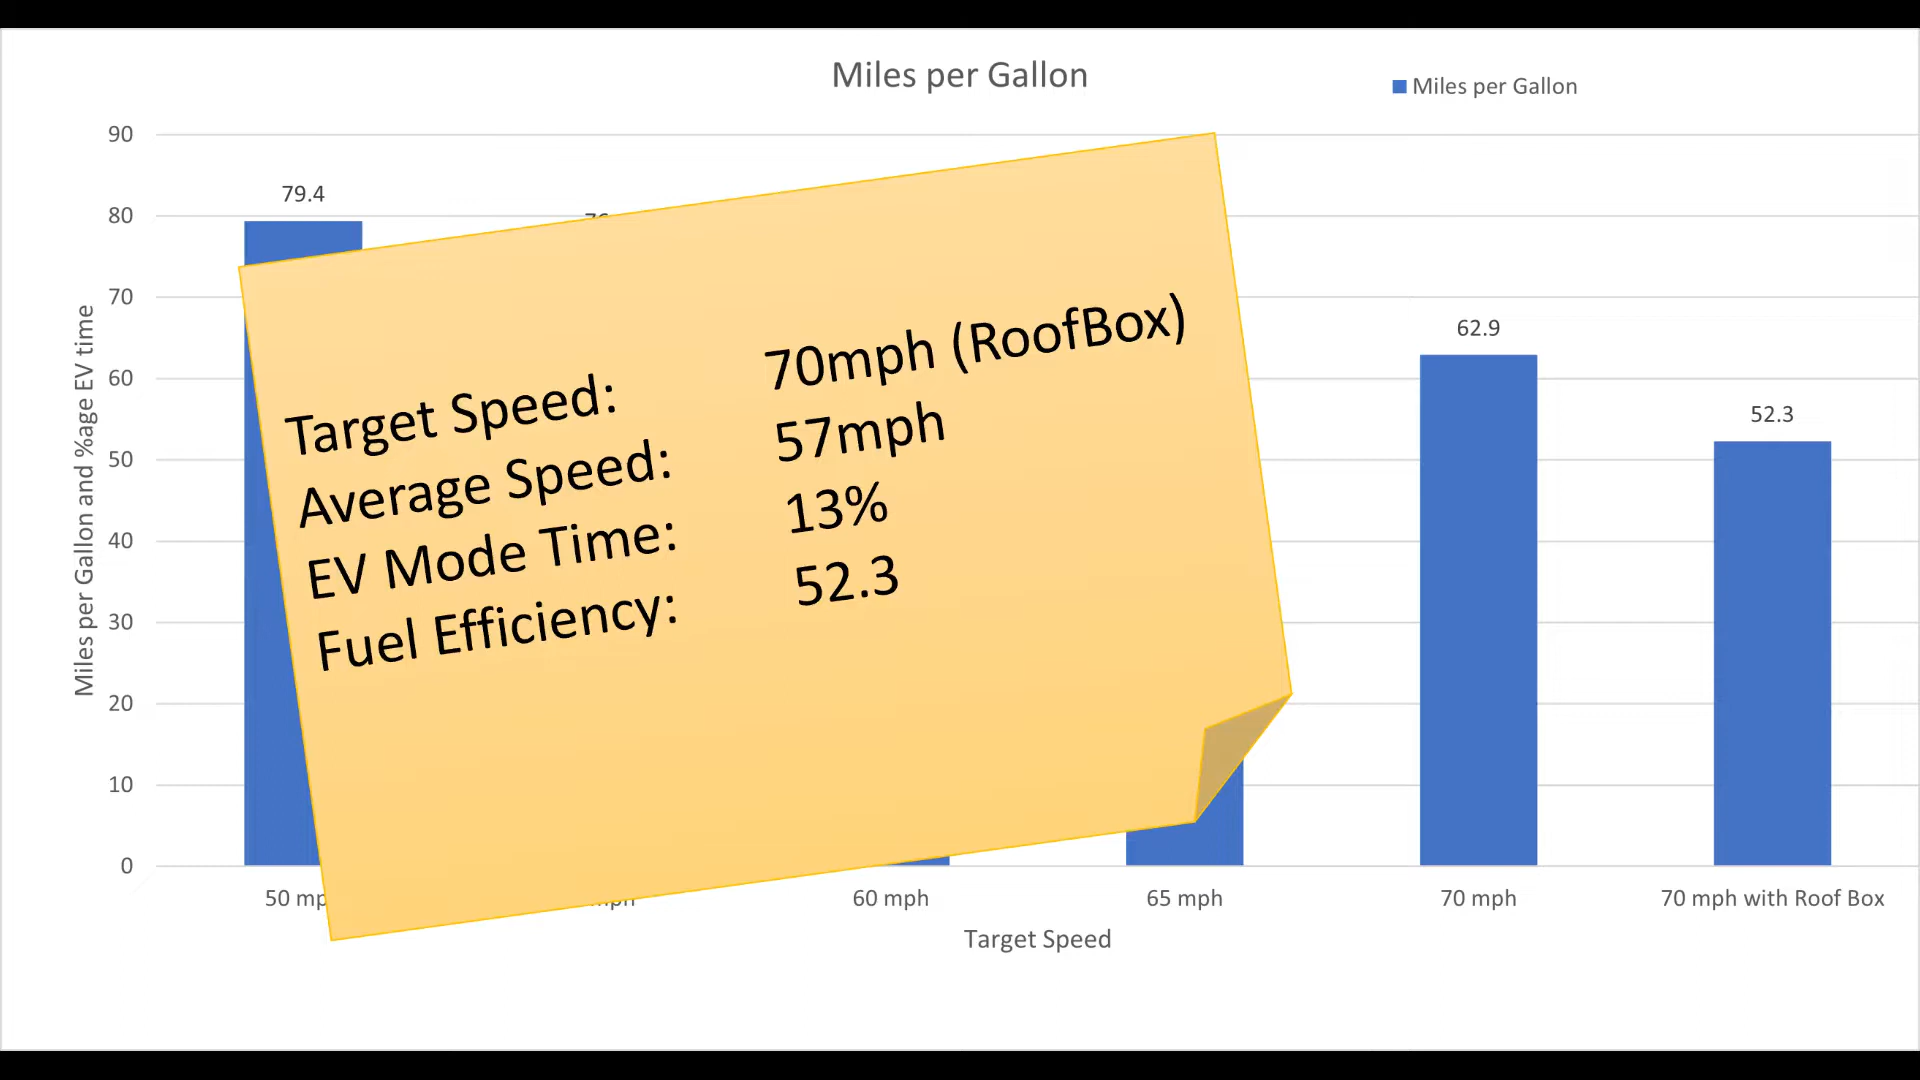 Miles per Gallon
Miles per Gallon
90
80
70
60
50
40
30
20
10
0
Miles per Gallon and %age EV time
79.4
62.9
52.3
Target Speed: 70mph (RoofBox)
Average Speed: 57mph
EV Mode Time: 13%
Fuel Efficiency: 52.3
50
60 mph
65 mph
70 mph
70 mph with Roof Box
Target Speed